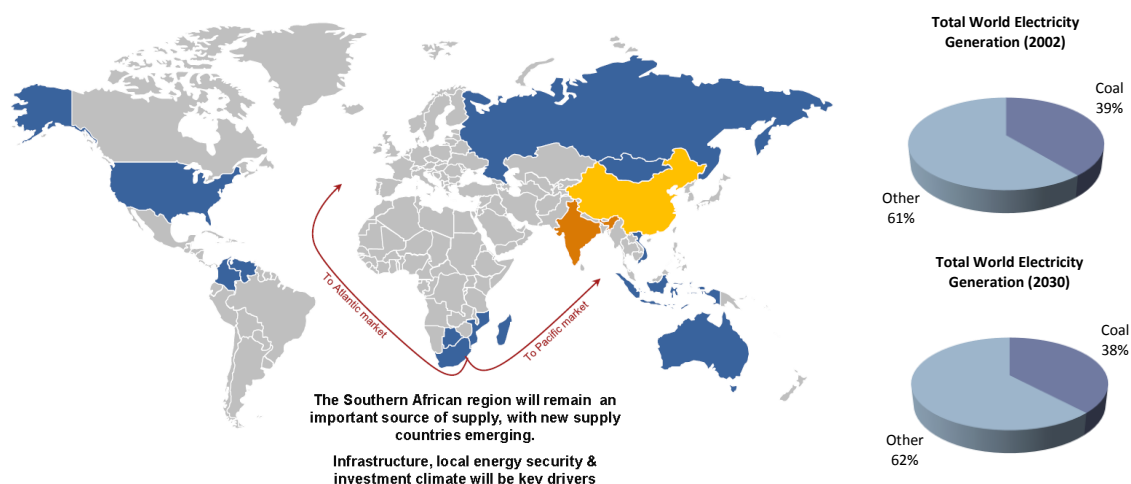 Total World Electricity
Generation (2002)
Coal
39%
Other
61%
To Atlantic market
To Pacific market
Total World Electricity
Generation (2030)
Coal
38%
Other
62%
The Southern African region will remain an
important source of supply, with new supply
countries emerging.
Infrastructure, local energy security &
investment climate will be key drivers